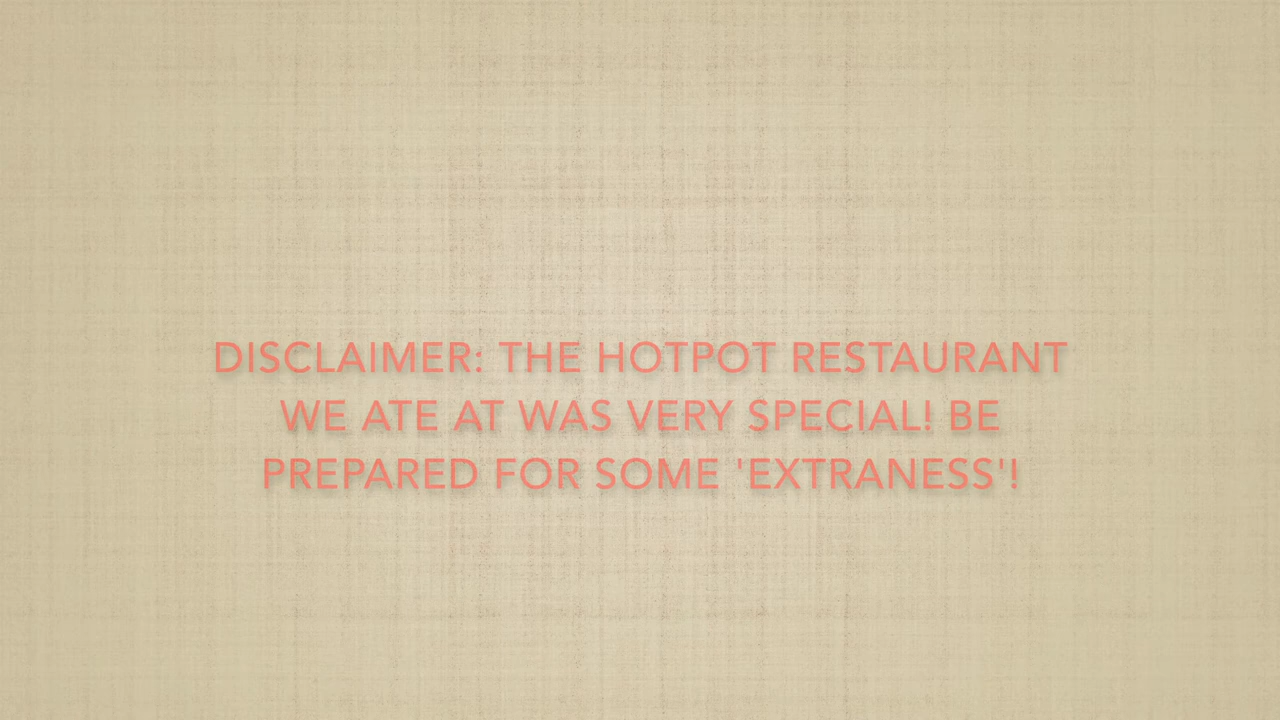 DISCLAIMER: THE HOTPOT RESTAURANT
WE ATE AT WAS VERY SPECIAL! BE
PREPARED FOR SOME 'EXTRANESS'!